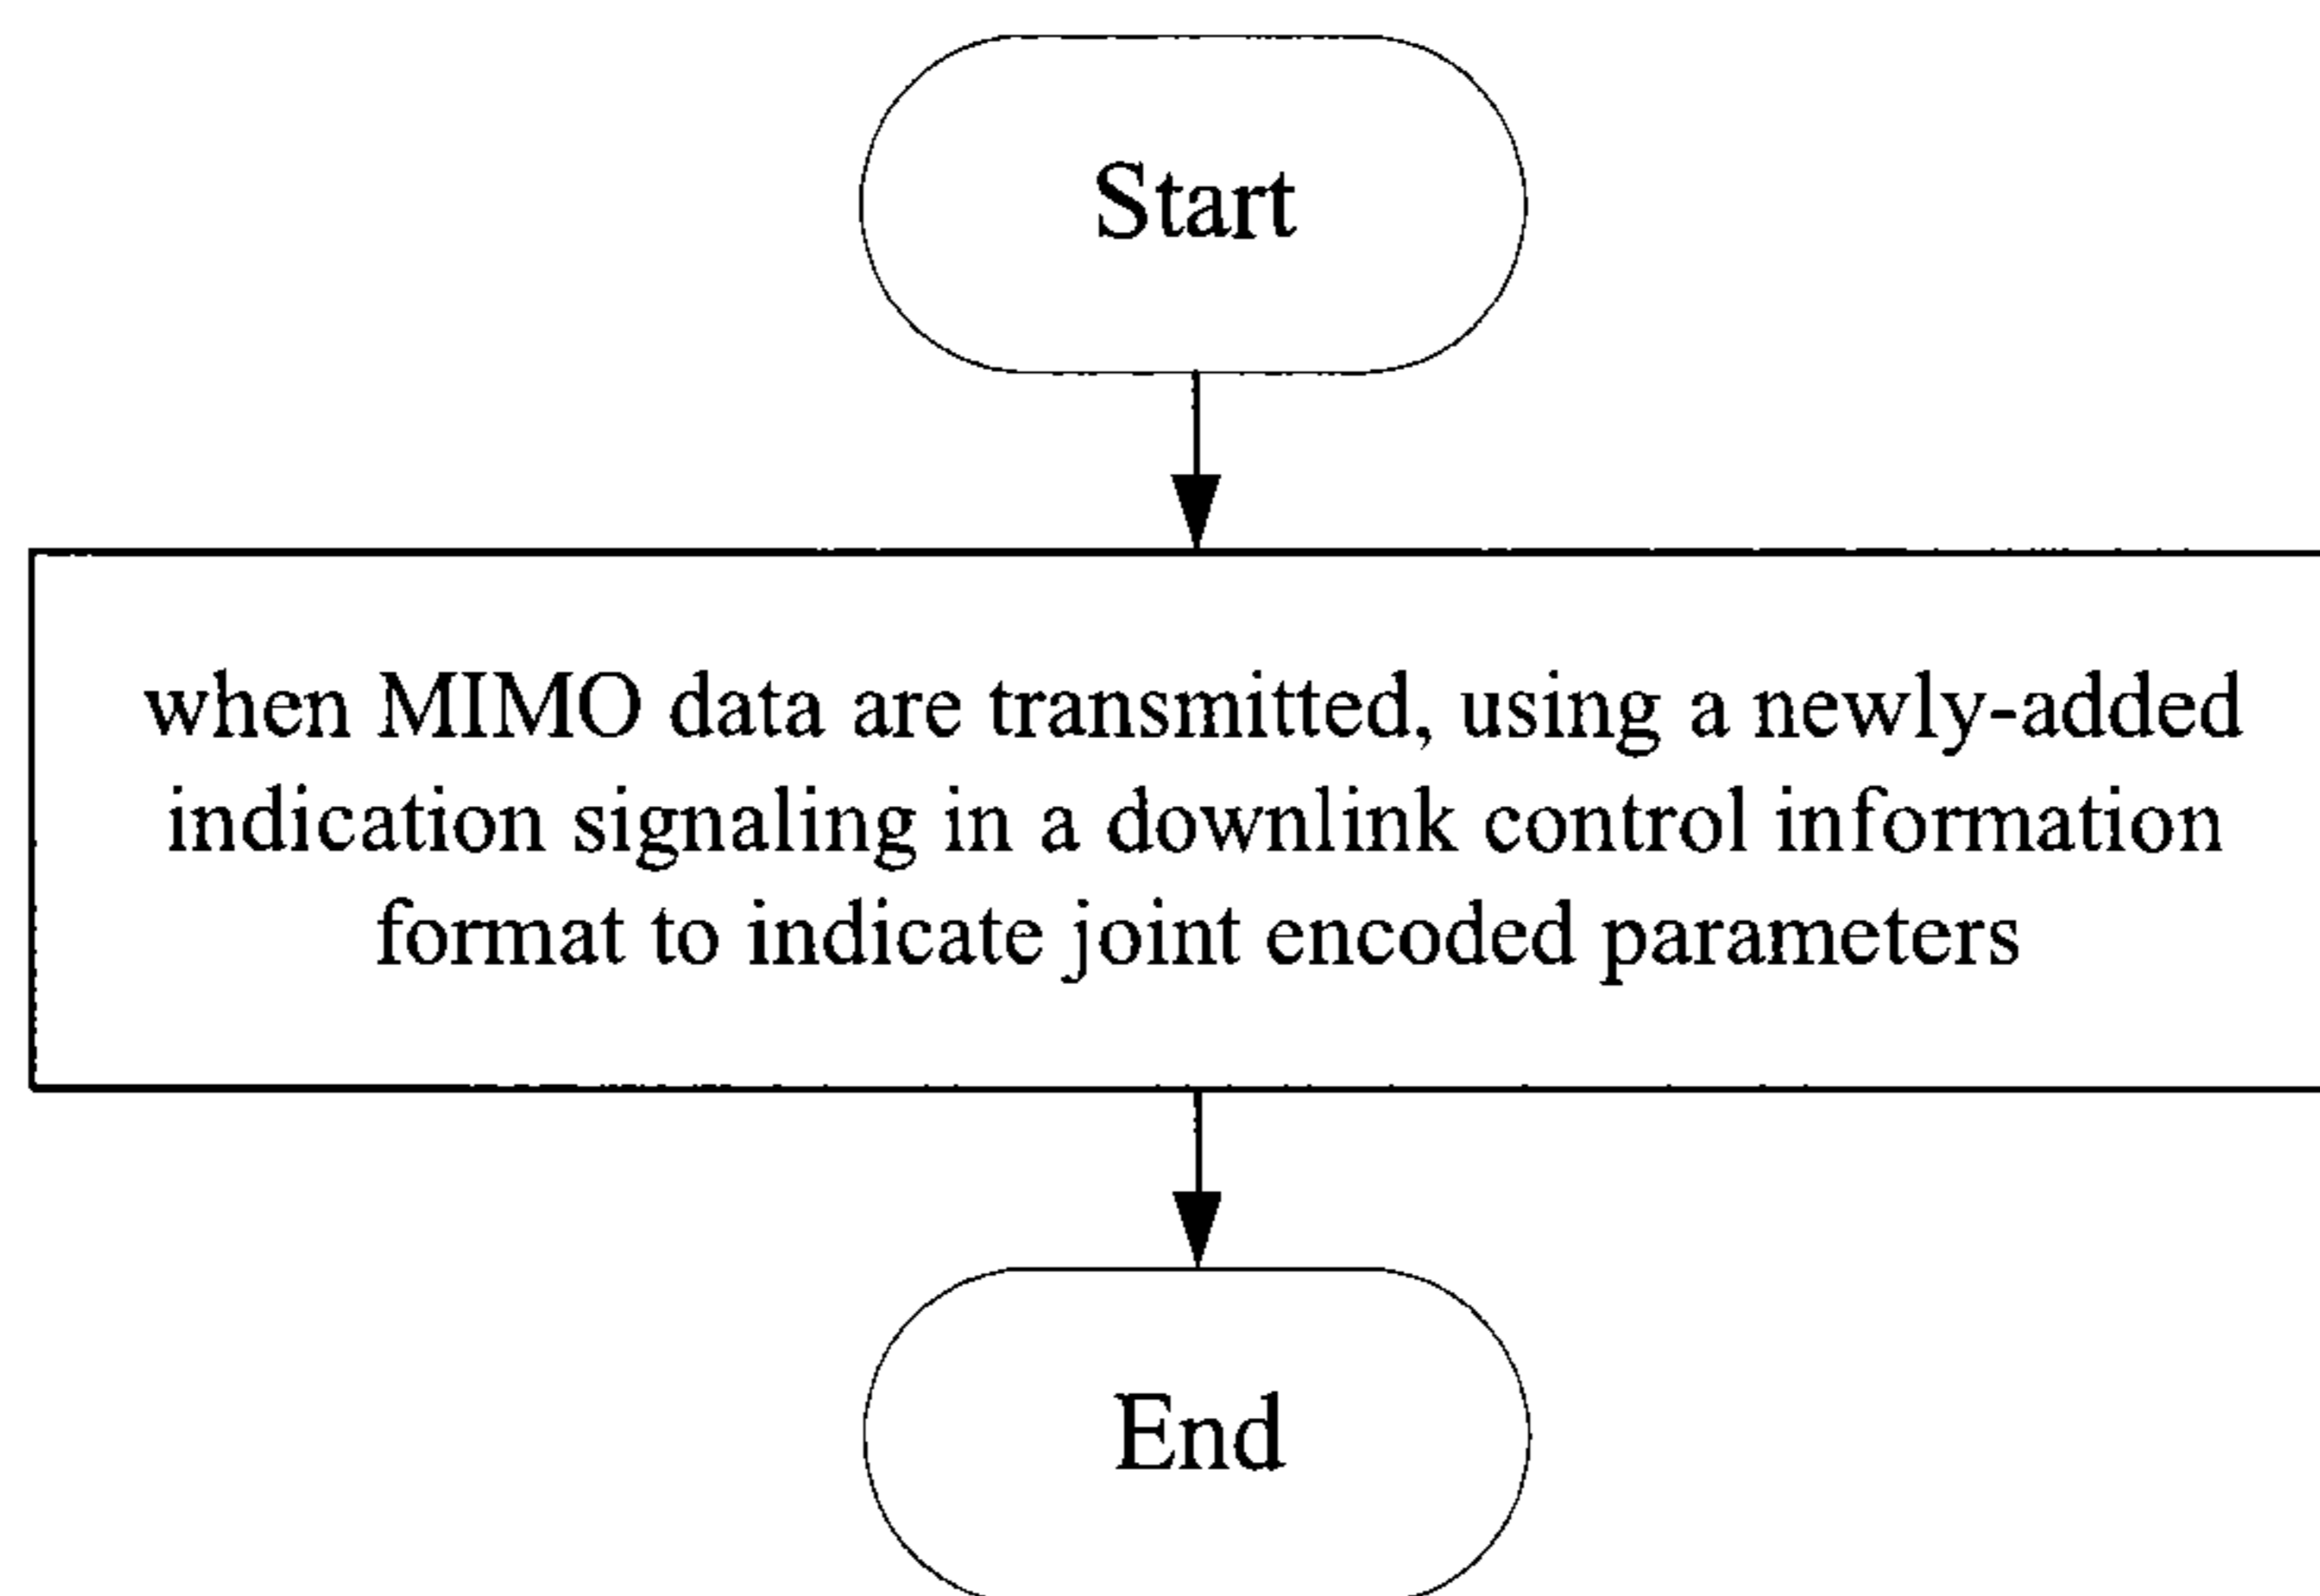 Start
when MIMO data are transmitted, using a newly-added
indication signaling in a downlink control information
format to indicate joint encoded parameters
End